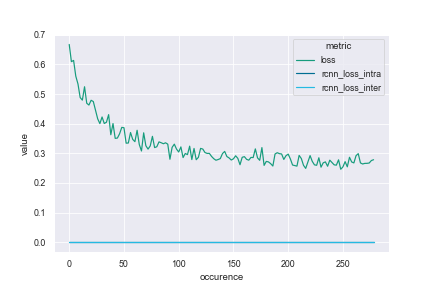 metric
loss
rcnn_loss_intra
rcnn_loss_inter
value
0.7
0.6
0.5
0.4
0.3
0.2
0.1
0.0
0 50 100 150 200 250
occurence